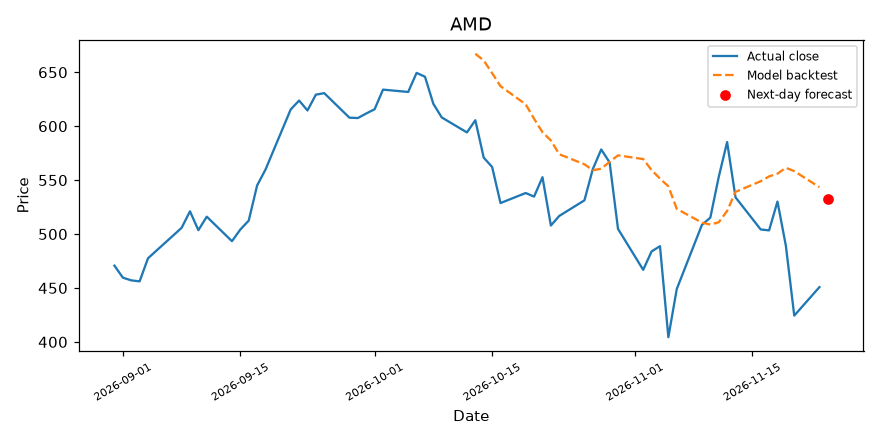 AMD
Actual close
Model backtest
Next-day forecast
Price
650
600
550
500
450
400
2026-09-01
2026-09-15
2026-10-01
2026-10-15
2026-11-01
2026-11-15
Date